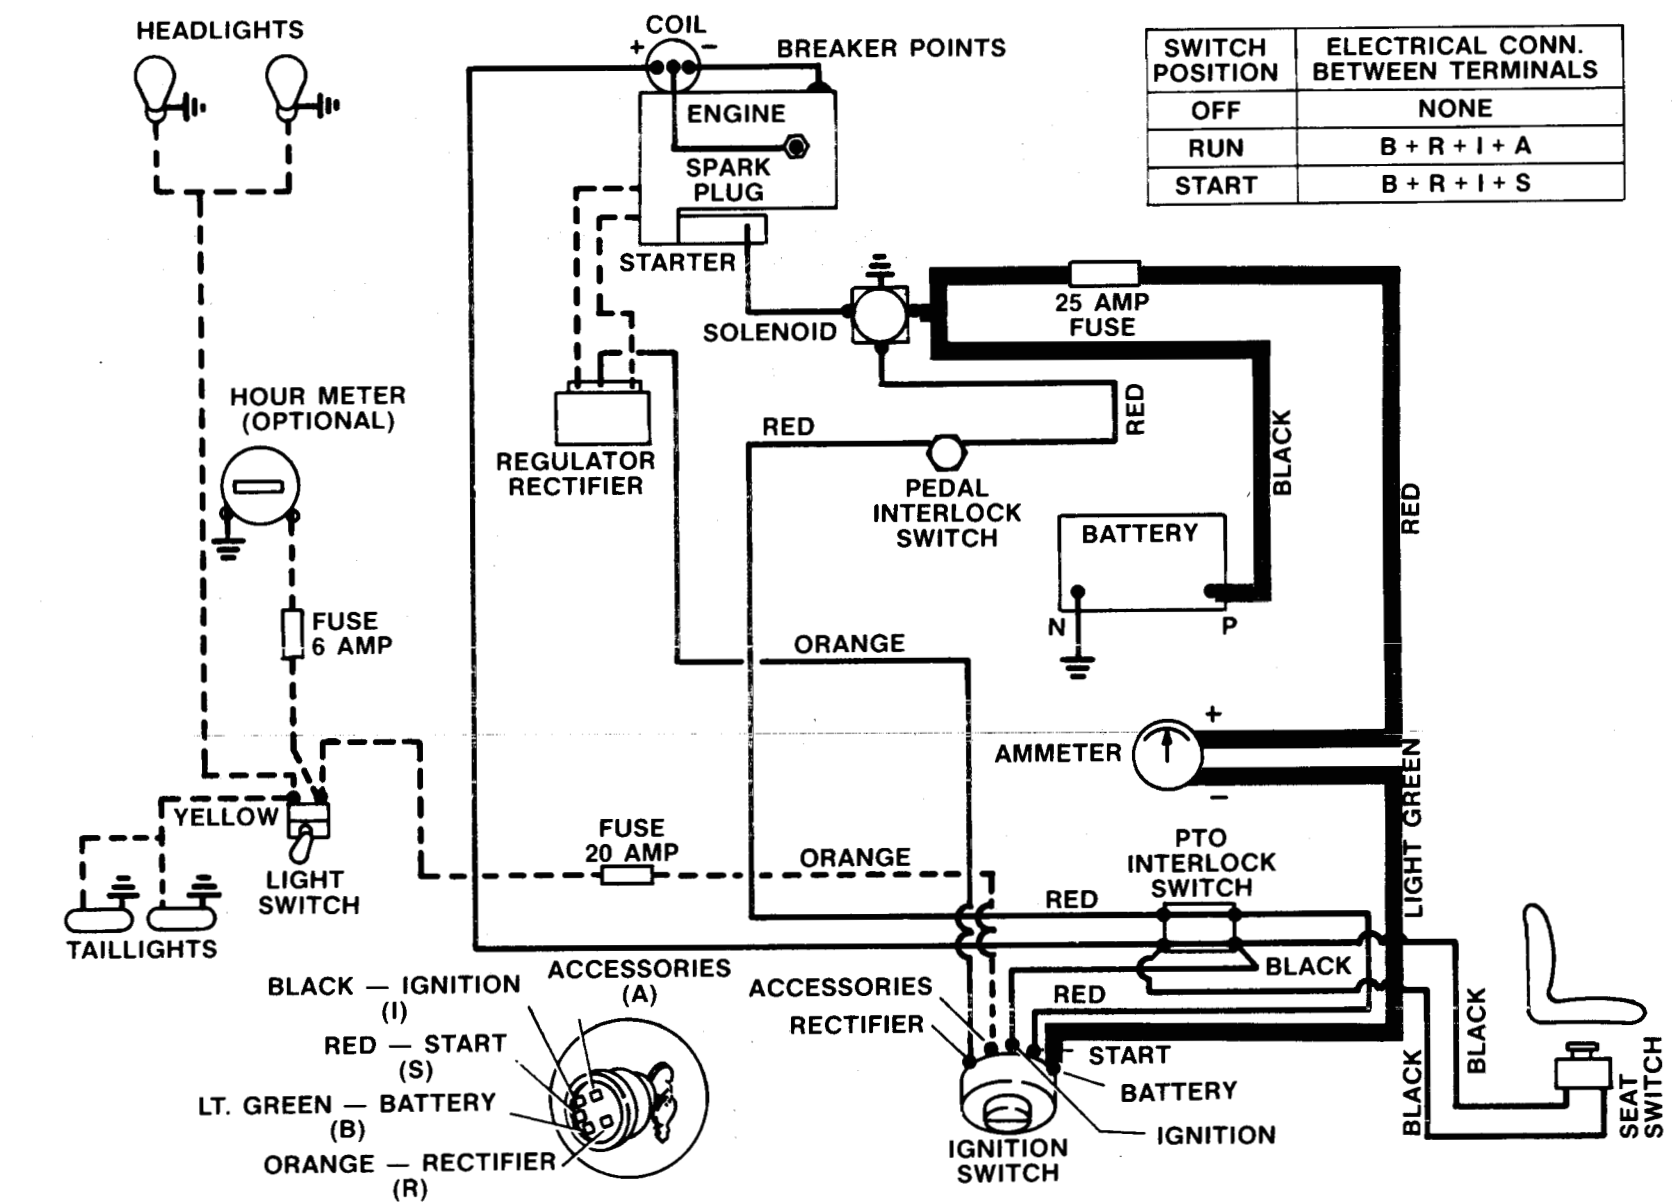 HEADLIGHTS
COIL
+ −
BREAKER POINTS
ENGINE
SPARK
PLUG
STARTER
SWITCH
POSITION
ELECTRICAL CONN.
BETWEEN TERMINALS
OFF
NONE
RUN
B + R + I + A
START
B + R + I + S
SOLENOID
25 AMP
FUSE
HOUR METER
(OPTIONAL)
REGULATOR
RECTIFIER
RED
RED
BLACK
RED
PEDAL
INTERLOCK
SWITCH
BATTERY
N
P
FUSE
6 AMP
ORANGE
+
AMMETER
−
LIGHT GREEN
YELLOW
LIGHT
SWITCH
TAILLIGHTS
FUSE
20 AMP
ORANGE
PTO
INTERLOCK
SWITCH
RED
BLACK
RED
ACCESSORIES
RECTIFIER
START
BATTERY
IGNITION
IGNITION
SWITCH
BLACK
BLACK
SEAT
SWITCH
ACCESSORIES
(A)
BLACK — IGNITION
(I)
RED — START
(S)
LT. GREEN — BATTERY
(B)
ORANGE — RECTIFIER
(R)